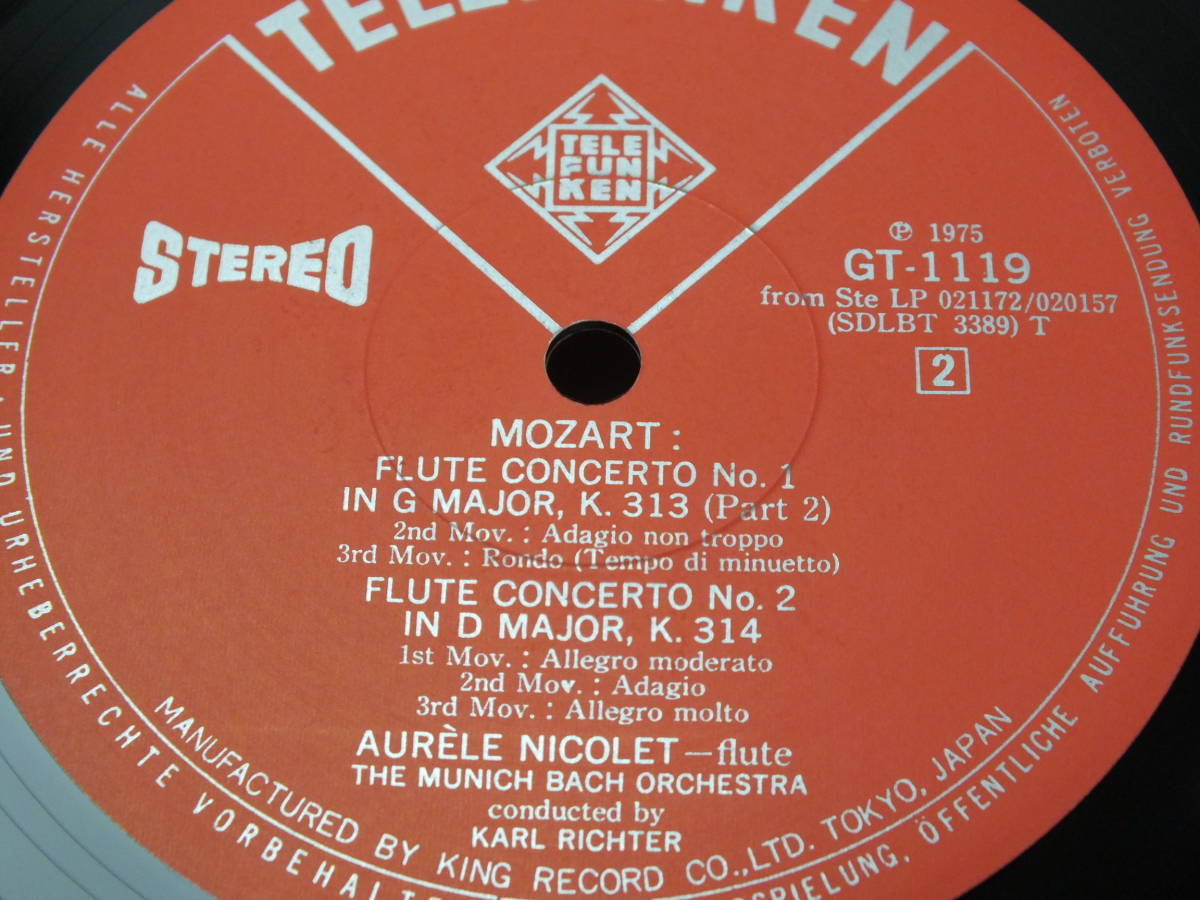 TELEFUNKEN
TELE
FUN
KEN
STEREO
℗ 1975
GT-1119
from Ste LP 021172/020157
(SDLBT 3389) T
2
MOZART :
FLUTE CONCERTO No. 1
IN G MAJOR, K. 313 (Part 2)
2nd Mov. : Adagio non troppo
3rd Mov. : Rondo (Tempo di minuetto)
FLUTE CONCERTO No. 2
IN D MAJOR, K. 314
1st Mov. : Allegro moderato
2nd Mov. : Adagio
3rd Mov. : Allegro molto
AURÈLE NICOLET—flute
THE MUNICH BACH ORCHESTRA
conducted by
KARL RICHTER
MANUFACTURED BY KING RECORD CO., LTD. TOKYO, JAPAN
ALLE HERSTELLER- UND URHEBERRECHTE VORBEHALT
SPIELUNG, ÖFFENTLICHE AUFFUHRUNG UND RUNDFUNKSENDUNG VERBOTEN